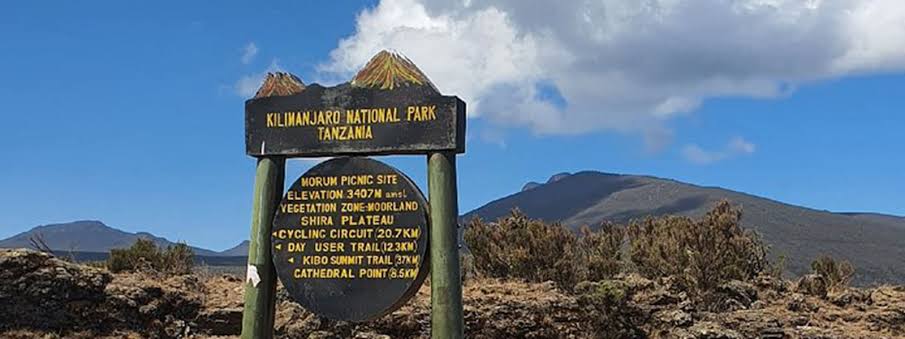 KILIMANJARO NATIONAL PARK
TANZANIA
MORUM PICNIC SITE
ELEVATION 3407M amsl
VEGETATION ZONE-MOORLAND
SHIRA PLATEAU
CYCLING CIRCUIT (20.7KM)
DAY USER TRAIL (12.3KM)
KIBO SUMMIT TRAIL (37KM)
CATHEDRAL POINT (8.5KM)